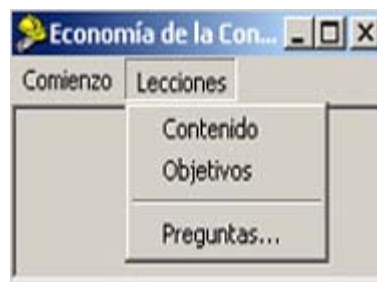 Economía de la Con...
Comienzo Lecciones
Contenido
Objetivos
Preguntas...